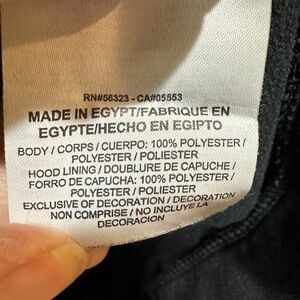 RN#56323 - CA#05553
MADE IN EGYPT/FABRIQUE EN
EGYPTE/HECHO EN EGIPTO
BODY / CORPS / CUERPO: 100% POLYESTER /
POLYESTER / POLIESTER
HOOD LINING / DOUBLURE DE CAPUCHE /
FORRO DE CAPUCHA: 100% POLYESTER /
POLYESTER / POLIESTER
EXCLUSIVE OF DECORATION / DECORATION
NON COMPRISE / NO INCLUYE LA
DECORACION